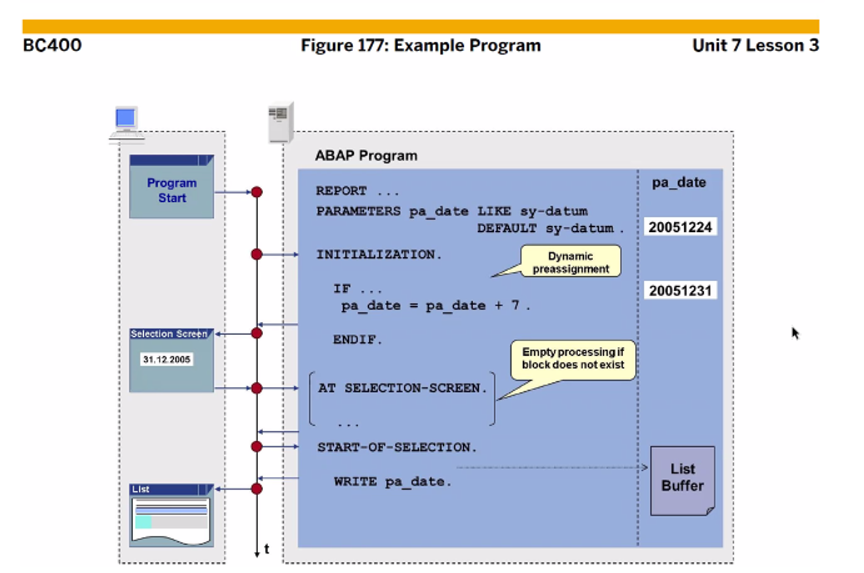 BC400 Figure 177: Example Program Unit 7 Lesson 3
ABAP Program
Program
Start
pa_date
REPORT ...
PARAMETERS pa_date LIKE sy-datum
DEFAULT sy-datum .
20051224
INITIALIZATION.
Dynamic
preassignment
IF ...
20051231
pa_date = pa_date + 7 .
Selection Screen
ENDIF.
31.12.2005
Empty processing if
block does not exist
AT SELECTION-SCREEN.
...
START-OF-SELECTION.
List
Buffer
WRITE pa_date.
List
t